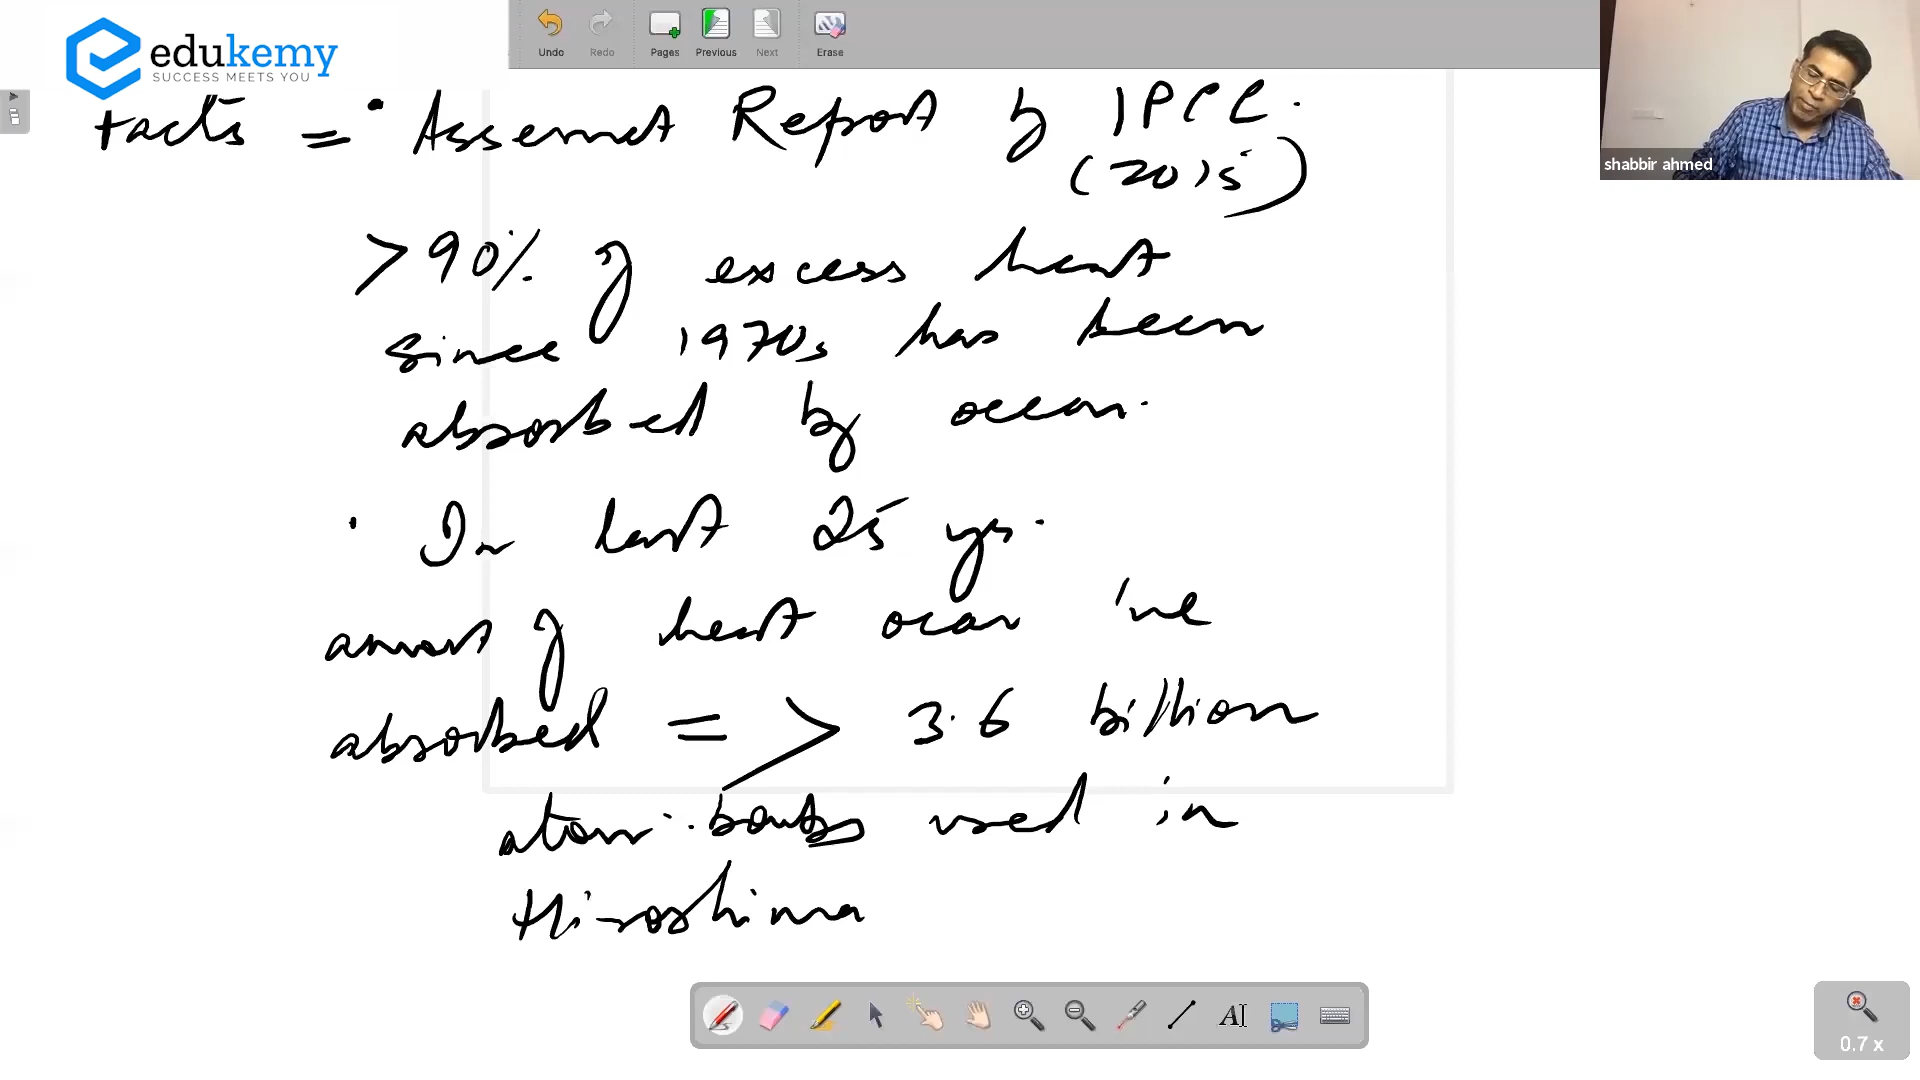 edukemy
SUCCESS MEETS YOU
Undo Redo Pages Previous Next Erase
shabbir ahmed
facts = • Assemnt Report by IPCC.
(2015)
>90% of excess heat
since 1970s has been
absorbed by ocean.
• In last 25 yrs.
amount of heat ocean 've
absorbed = > 3.6 billion
atom bombs used in
Hiroshima
0.7 x